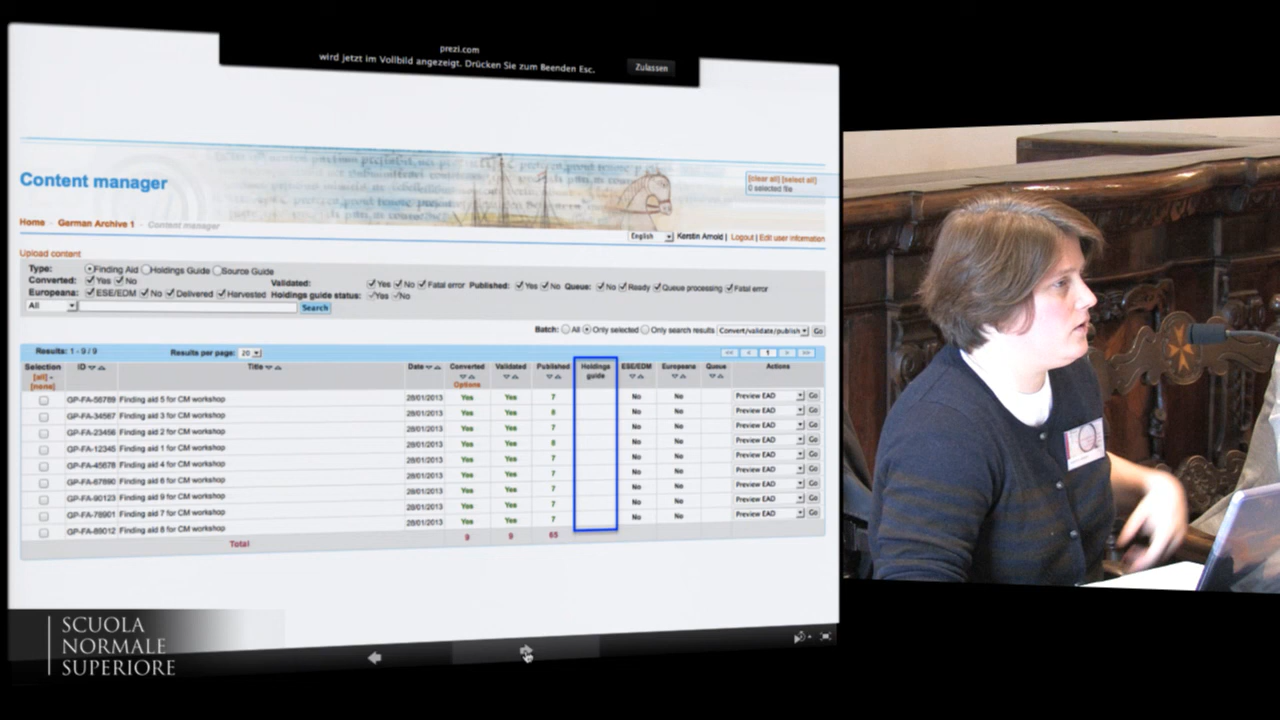 prezi.com
wird jetzt im Vollbild angezeigt. Drücken Sie zum Beenden Esc. Zulassen
Content manager
[clear all] [select all]
0 selected file
Home - German Archive 1 - Content manager
English Kerstin Arnold | Logout | Edit user information
Upload content
Type: Finding Aid Holdings Guide Source Guide
Converted: Yes No Validated: Yes No Fatal error Published: Yes No Queue: No Ready Queue processing Fatal error
Europeana: ESE/EDM No Delivered Harvested Holdings guide status: Yes No
All Search
Batch: All Only selected Only search results Convert/validate/publish Go
Results: 1 - 9 / 9 Results per page: 20 << < 1 > >>
Selection ID Title Date Converted Validated Published Holdings guide ESE/EDM Europeana Queue Actions
[all] - [none] Options
GP-FA-56789 Finding aid 5 for CM workshop 28/01/2013 Yes Yes 7 No No Preview EAD Go
GP-FA-34567 Finding aid 3 for CM workshop 28/01/2013 Yes Yes 8 No No Preview EAD Go
GP-FA-23456 Finding aid 2 for CM workshop 28/01/2013 Yes Yes 7 No No Preview EAD Go
GP-FA-12345 Finding aid 1 for CM workshop 28/01/2013 Yes Yes 8 No No Preview EAD Go
GP-FA-45678 Finding aid 4 for CM workshop 28/01/2013 Yes Yes 7 No No Preview EAD Go
GP-FA-67890 Finding aid 6 for CM workshop 28/01/2013 Yes Yes 7 No No Preview EAD Go
GP-FA-90123 Finding aid 9 for CM workshop 28/01/2013 Yes Yes 7 No No Preview EAD Go
GP-FA-78901 Finding aid 7 for CM workshop 28/01/2013 Yes Yes 7 No No Preview EAD Go
GP-FA-89012 Finding aid 8 for CM workshop 28/01/2013 Yes Yes 7 No No Preview EAD Go
Total 9 9 65
SCUOLA
NORMALE
SUPERIORE